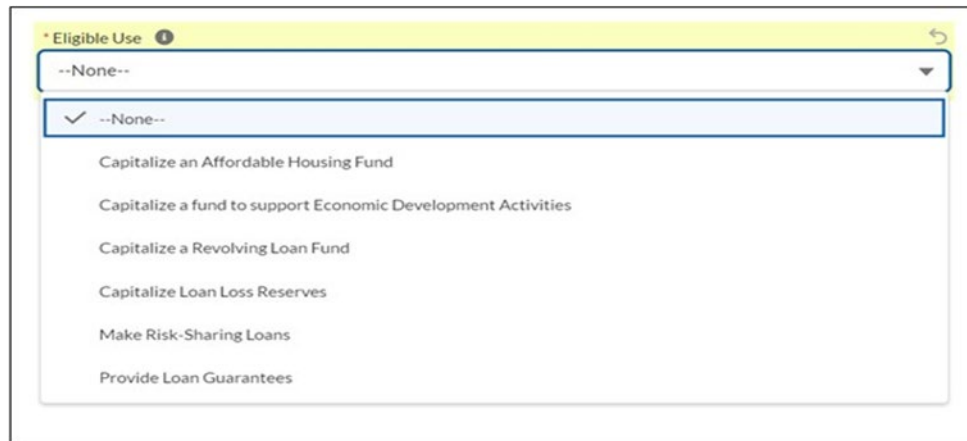 *Eligible Use
--None--
--None--
Capitalize an Affordable Housing Fund
Capitalize a fund to support Economic Development Activities
Capitalize a Revolving Loan Fund
Capitalize Loan Loss Reserves
Make Risk-Sharing Loans
Provide Loan Guarantees